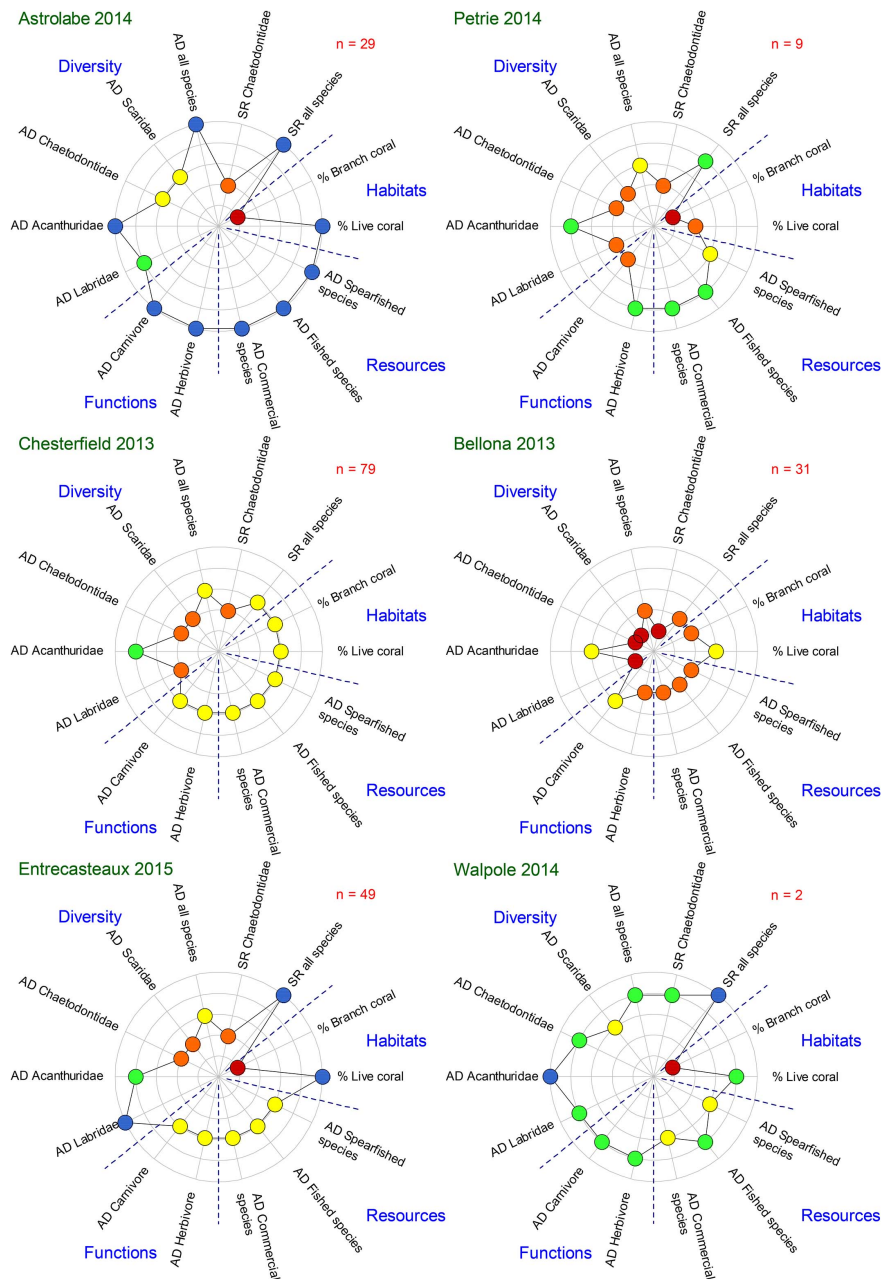 Astrolabe 2014
n = 29
Diversity
Habitats
Resources
Functions
SR Chaetodontidae
SR all species
% Branch coral
% Live coral
AD Spearfished
species
AD Fished species
AD Commercial
species
AD Herbivore
AD Carnivore
AD Labridae
AD Acanthuridae
AD Chaetodontidae
AD Scaridae
AD all species
Petrie 2014
n = 9
Diversity
Habitats
Resources
Functions
SR Chaetodontidae
SR all species
% Branch coral
% Live coral
AD Spearfished
species
AD Fished species
AD Commercial
species
AD Herbivore
AD Carnivore
AD Labridae
AD Acanthuridae
AD Chaetodontidae
AD Scaridae
AD all species
Chesterfield 2013
n = 79
Diversity
Habitats
Resources
Functions
SR Chaetodontidae
SR all species
% Branch coral
% Live coral
AD Spearfished
species
AD Fished species
AD Commercial
species
AD Herbivore
AD Carnivore
AD Labridae
AD Acanthuridae
AD Chaetodontidae
AD Scaridae
AD all species
Bellona 2013
n = 31
Diversity
Habitats
Resources
Functions
SR Chaetodontidae
SR all species
% Branch coral
% Live coral
AD Spearfished
species
AD Fished species
AD Commercial
species
AD Herbivore
AD Carnivore
AD Labridae
AD Acanthuridae
AD Chaetodontidae
AD Scaridae
AD all species
Entrecasteaux 2015
n = 49
Diversity
Habitats
Resources
Functions
SR Chaetodontidae
SR all species
% Branch coral
% Live coral
AD Spearfished
species
AD Fished species
AD Commercial
species
AD Herbivore
AD Carnivore
AD Labridae
AD Acanthuridae
AD Chaetodontidae
AD Scaridae
AD all species
Walpole 2014
n = 2
Diversity
Habitats
Resources
Functions
SR Chaetodontidae
SR all species
% Branch coral
% Live coral
AD Spearfished
species
AD Fished species
AD Commercial
species
AD Herbivore
AD Carnivore
AD Labridae
AD Acanthuridae
AD Chaetodontidae
AD Scaridae
AD all species